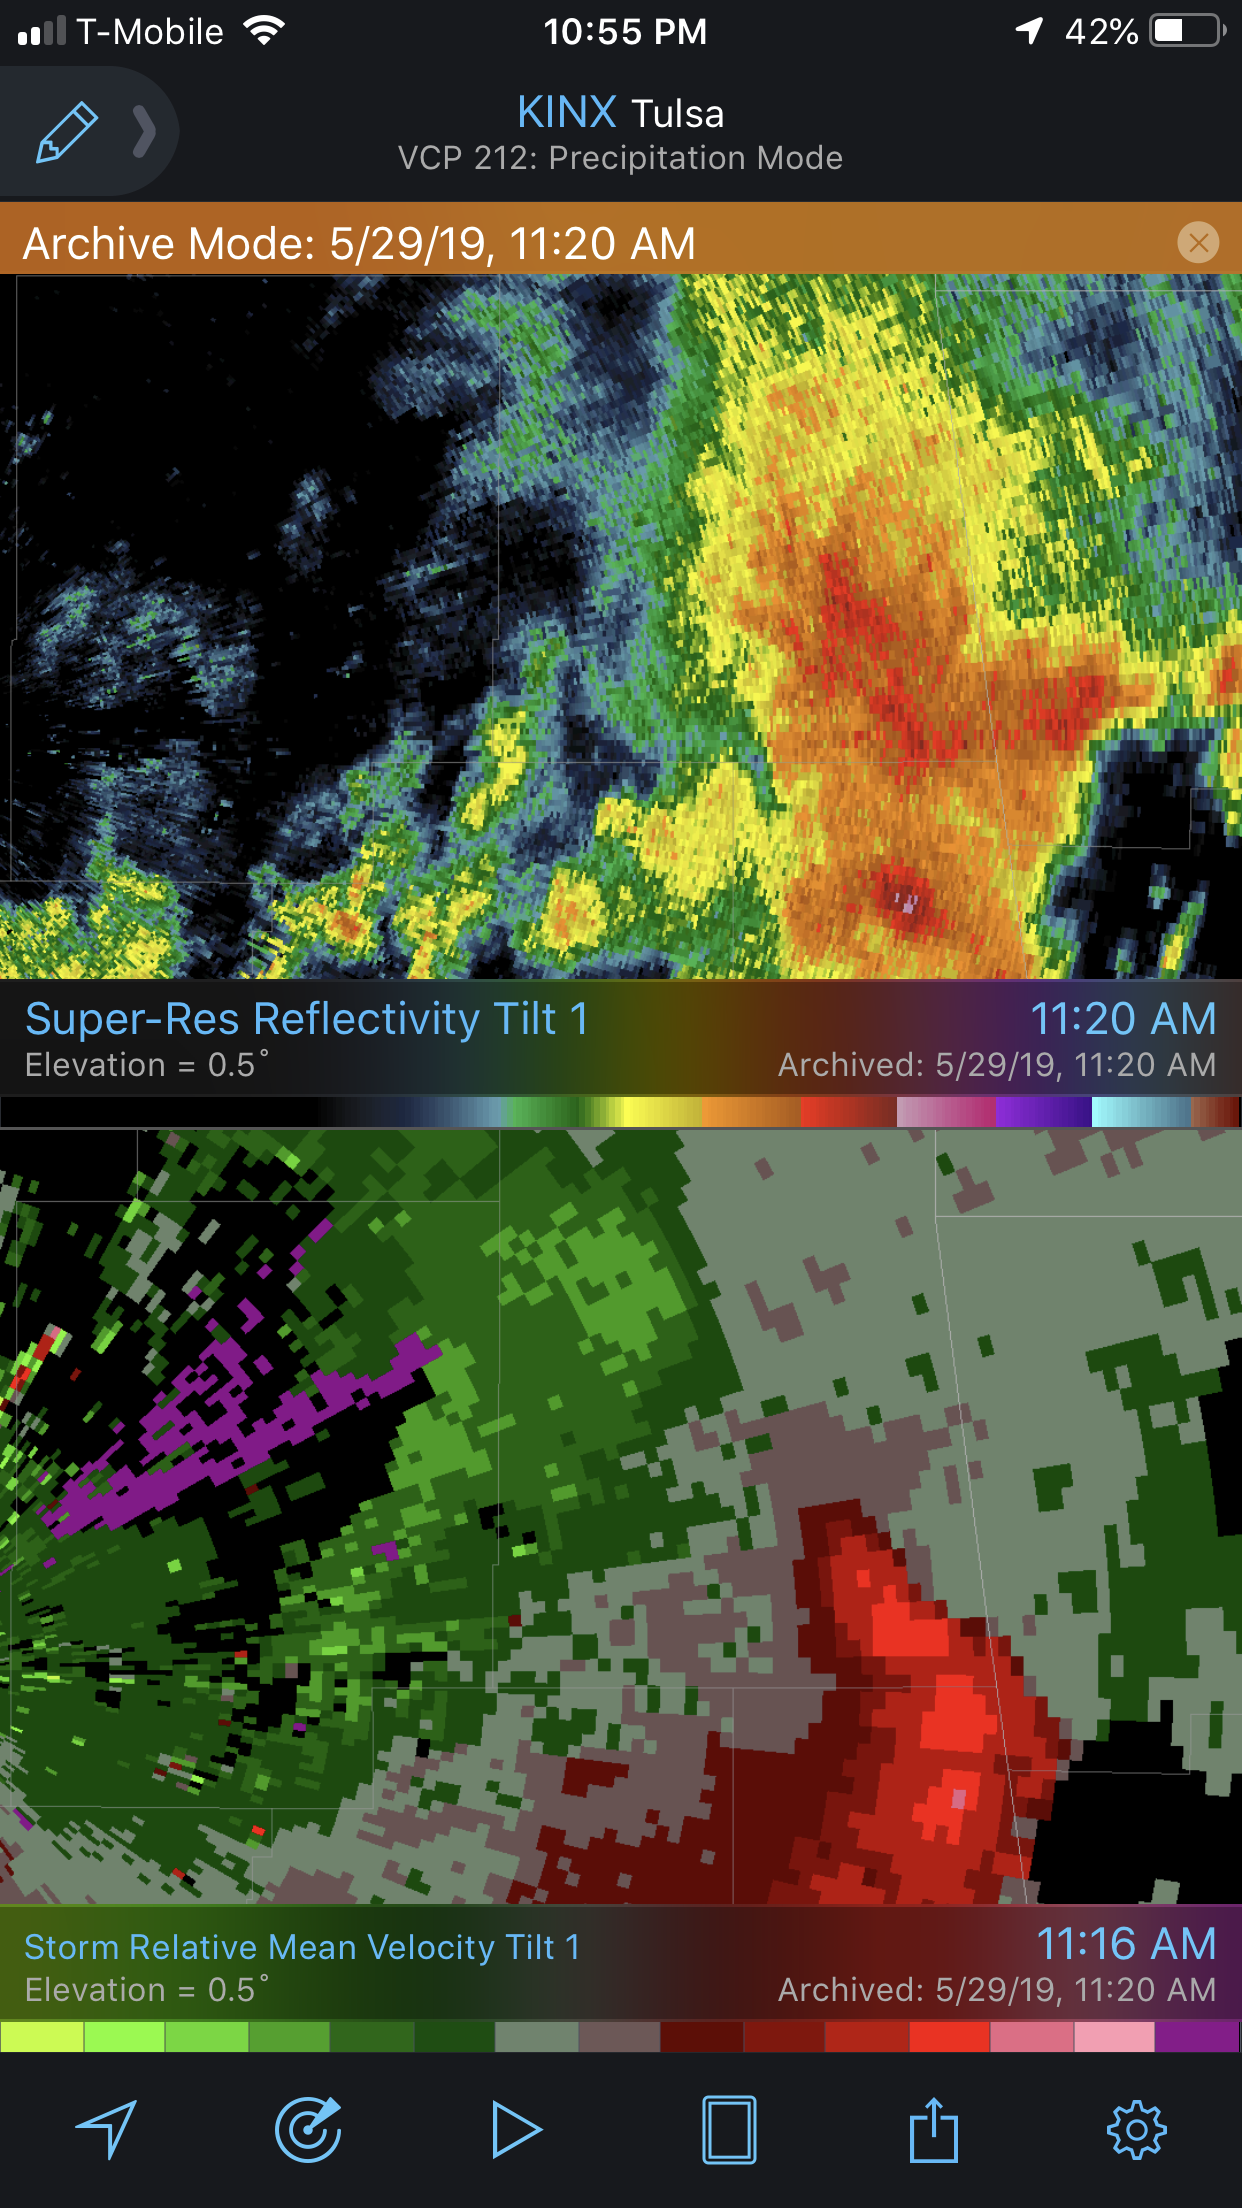 T-Mobile 10:55 PM 42%
KINX Tulsa
VCP 212: Precipitation Mode
Archive Mode: 5/29/19, 11:20 AM
Super-Res Reflectivity Tilt 1 11:20 AM
Elevation = 0.5° Archived: 5/29/19, 11:20 AM
Storm Relative Mean Velocity Tilt 1 11:16 AM
Elevation = 0.5° Archived: 5/29/19, 11:20 AM